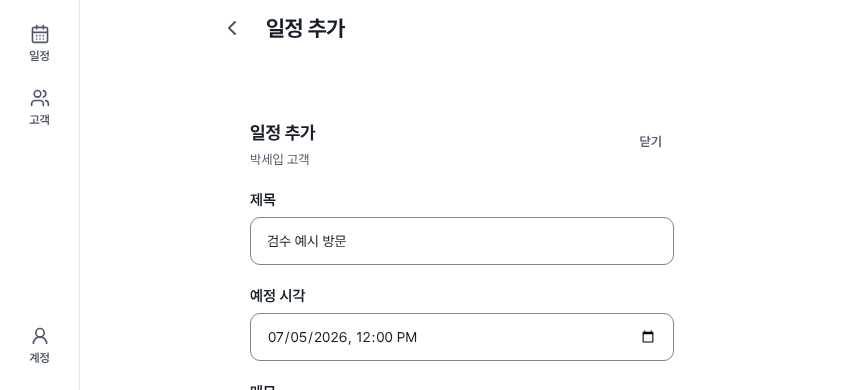 일정
고객
계정
일정 추가
일정 추가
박세입 고객
닫기
제목
검수 예시 방문
예정 시각
07/05/2026, 12:00 PM